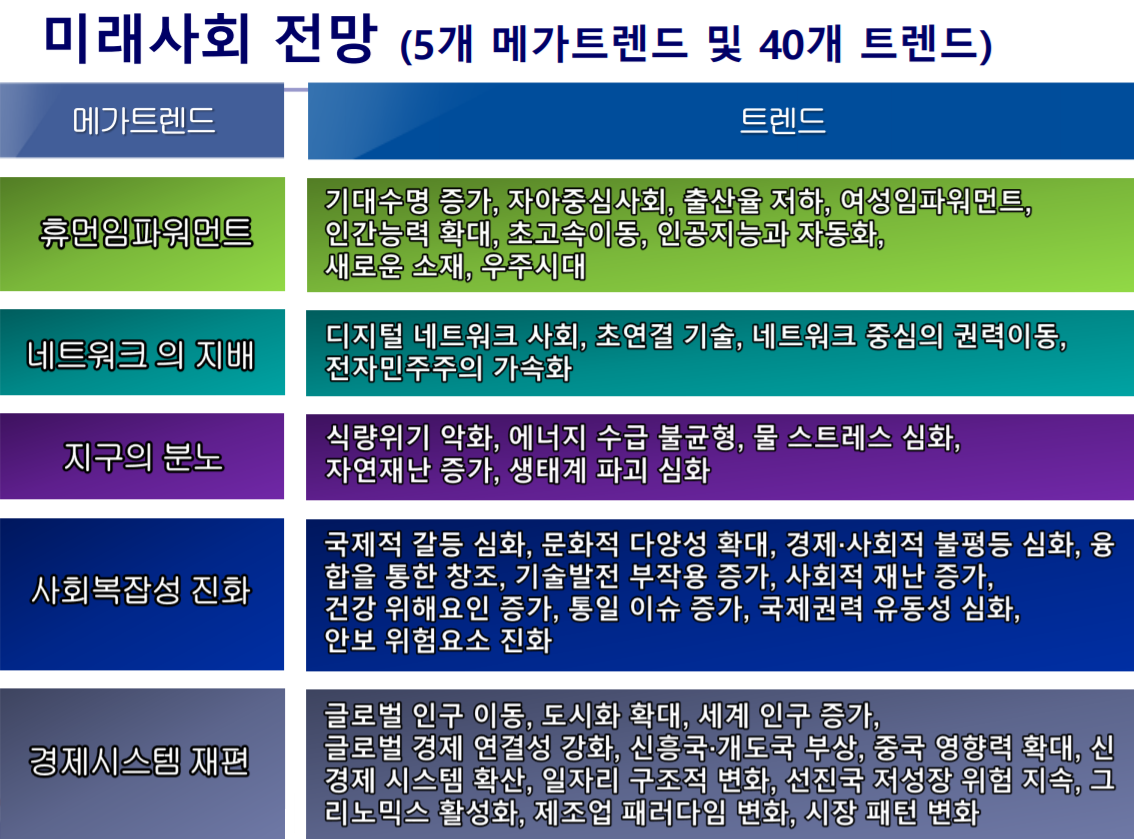 미래사회 전망 (5개 메가트렌드 및 40개 트렌드)
메가트렌드
트렌드
휴먼임파워먼트
기대수명 증가, 자아중심사회, 출산율 저하, 여성임파워먼트,
인간능력 확대, 초고속이동, 인공지능과 자동화,
새로운 소재, 우주시대
네트워크 의 지배
디지털 네트워크 사회, 초연결 기술, 네트워크 중심의 권력이동,
전자민주주의 가속화
지구의 분노
식량위기 악화, 에너지 수급 불균형, 물 스트레스 심화,
자연재난 증가, 생태계 파괴 심화
사회복잡성 진화
국제적 갈등 심화, 문화적 다양성 확대, 경제·사회적 불평등 심화, 융
합을 통한 창조, 기술발전 부작용 증가, 사회적 재난 증가,
건강 위해요인 증가, 통일 이슈 증가, 국제권력 유동성 심화,
안보 위험요소 진화
경제시스템 재편
글로벌 인구 이동, 도시화 확대, 세계 인구 증가,
글로벌 경제 연결성 강화, 신흥국·개도국 부상, 중국 영향력 확대, 신
경제 시스템 확산, 일자리 구조적 변화, 선진국 저성장 위험 지속, 그
리노믹스 활성화, 제조업 패러다임 변화, 시장 패턴 변화